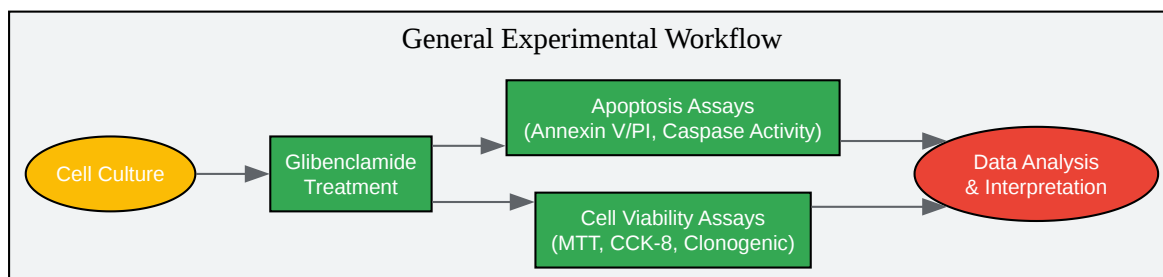 General Experimental Workflow
Cell Culture
Glibenclamide
Treatment
Apoptosis Assays
(Annexin V/PI, Caspase Activity)
Cell Viability Assays
(MTT, CCK-8, Clonogenic)
Data Analysis
& Interpretation